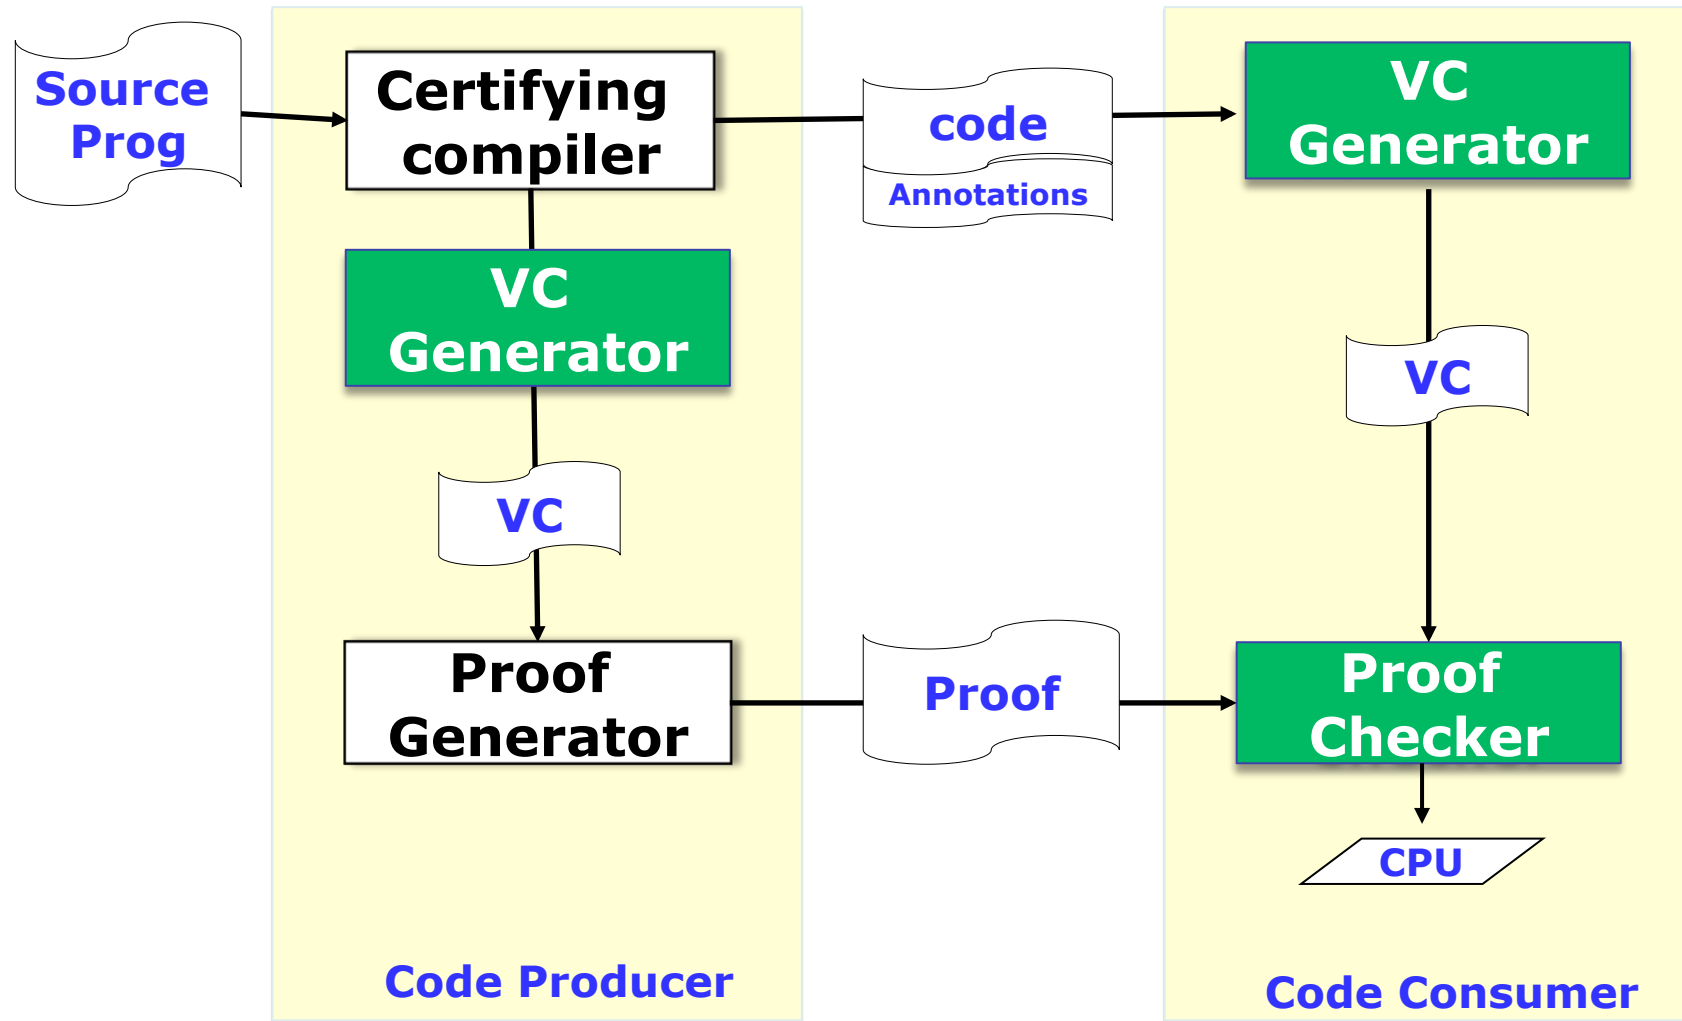 Source
Prog
Certifying
compiler
code
Annotations
VC
Generator
VC
Generator
VC
VC
Proof
Generator
Proof
Proof
Checker
CPU
Code Producer
Code Consumer